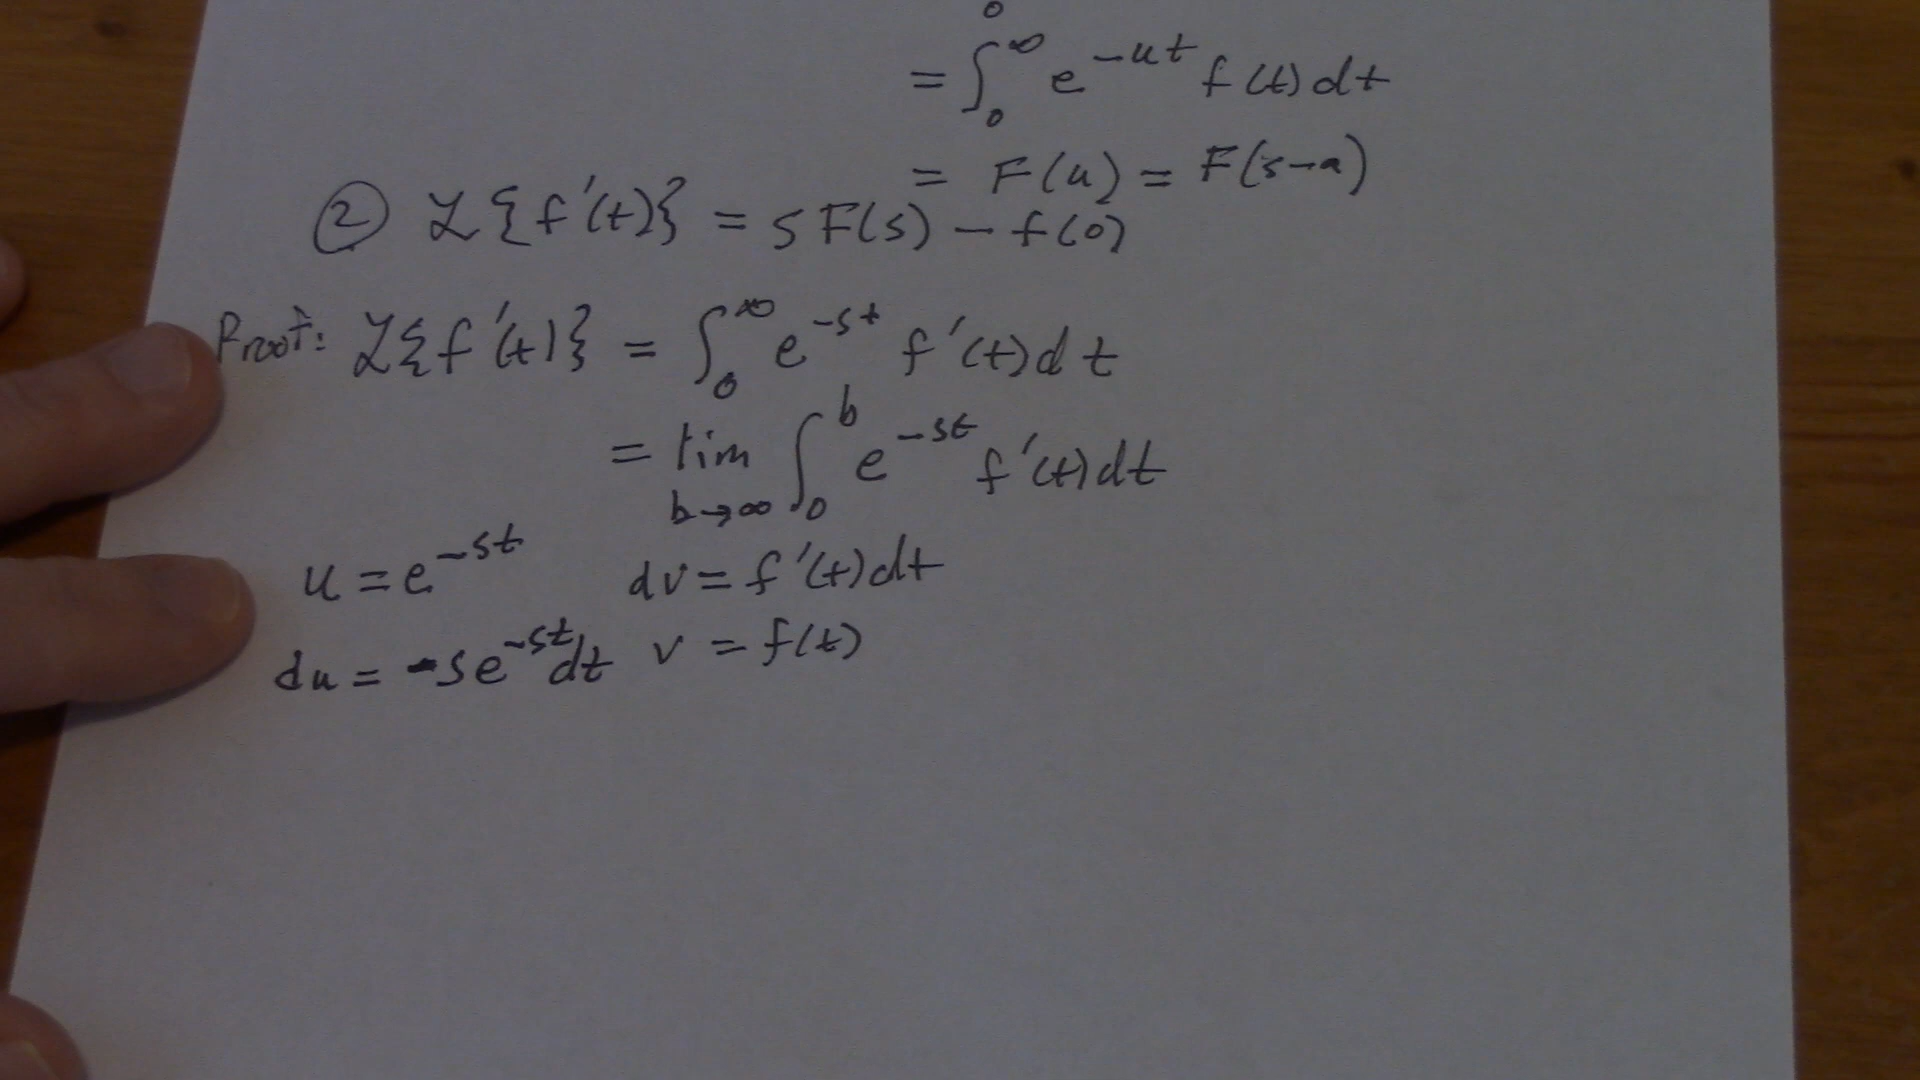 = ∫₀^∞ e^{-ut} f(t)dt
= F(u) = F(s-a)
② ℒ{f'(t)} = sF(s) - f(0)
Proof: ℒ{f'(t)} = ∫₀^∞ e^{-st} f'(t)dt
= lim_{b→∞} ∫₀^b e^{-st} f'(t)dt
u = e^{-st} dv = f'(t)dt
du = -se^{-st}dt v = f(t)